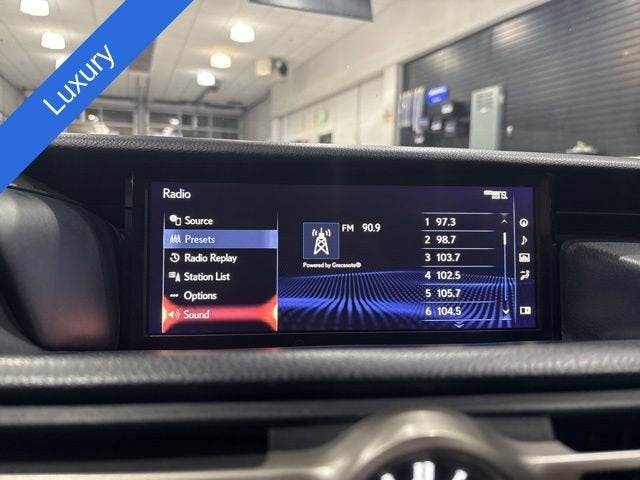 Luxury
Radio
Source
Presets
Radio Replay
Station List
Options
Sound
FM 90.9
Powered by Gracenote®
1 97.3
2 98.7
3 103.7
4 102.5
5 105.7
6 104.5